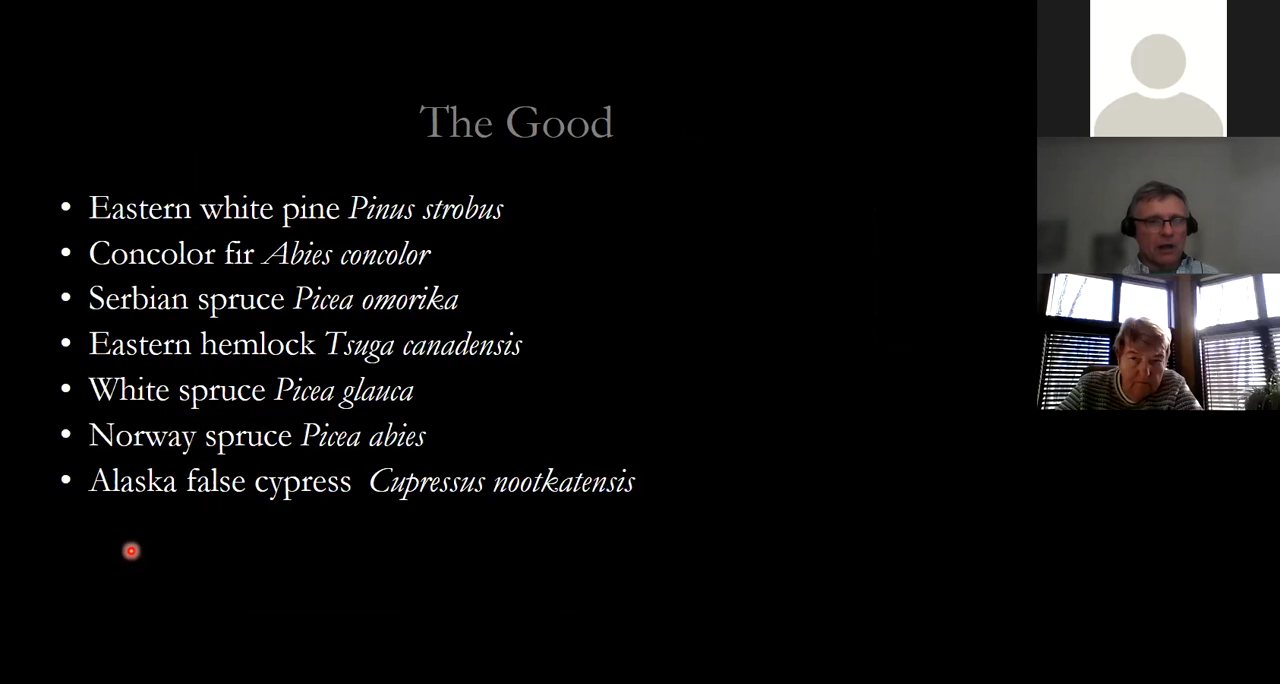 The Good
• Eastern white pine Pinus strobus
• Concolor fir Abies concolor
• Serbian spruce Picea omorika
• Eastern hemlock Tsuga canadensis
• White spruce Picea glauca
• Norway spruce Picea abies
• Alaska false cypress Cupressus nootkatensis